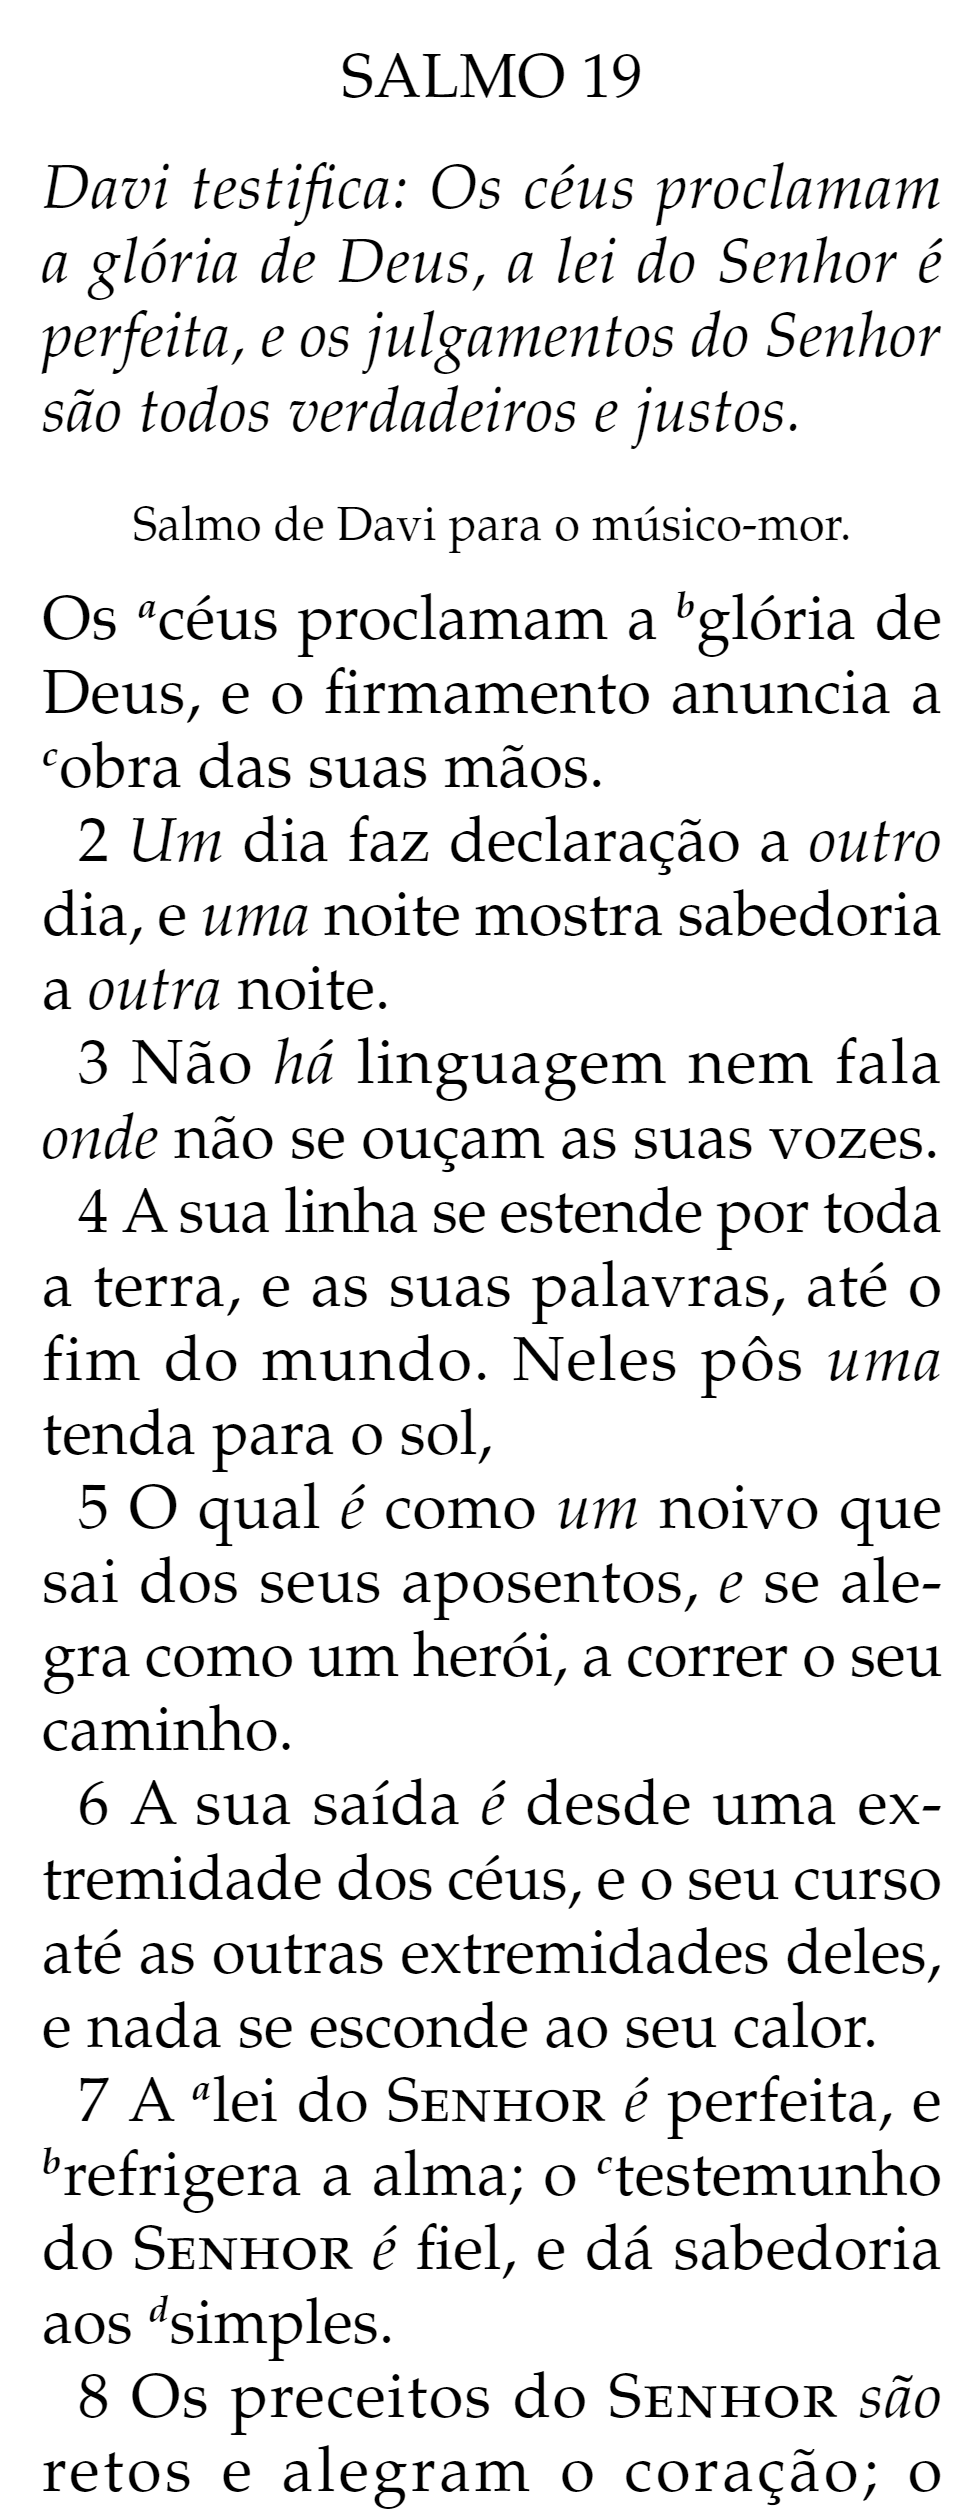 SALMO 19
Davi testifica: Os céus proclamam
a glória de Deus, a lei do Senhor é
perfeita, e os julgamentos do Senhor
são todos verdadeiros e justos.
Salmo de Davi para o músico-mor.
Os acéus proclamam a bglória de
Deus, e o firmamento anuncia a
cobra das suas mãos.
2 Um dia faz declaração a outro
dia, e uma noite mostra sabedoria
a outra noite.
3 Não há linguagem nem fala
onde não se ouçam as suas vozes.
4 A sua linha se estende por toda
a terra, e as suas palavras, até o
fim do mundo. Neles pôs uma
tenda para o sol,
5 O qual é como um noivo que
sai dos seus aposentos, e se ale-
gra como um herói, a correr o seu
caminho.
6 A sua saída é desde uma ex-
tremidade dos céus, e o seu curso
até as outras extremidades deles,
e nada se esconde ao seu calor.
7 A alei do SENHOR é perfeita, e
brefrigera a alma; o ctestemunho
do SENHOR é fiel, e dá sabedoria
aos dsimples.
8 Os preceitos do SENHOR são
retos e alegram o coração; o